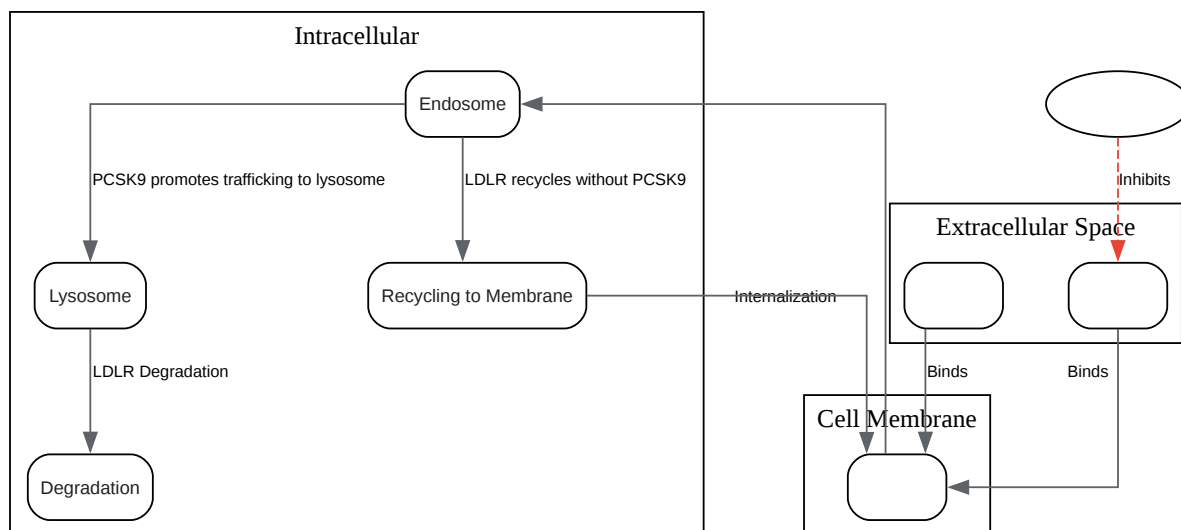 Intracellular
Endosome
PCSK9 promotes trafficking to lysosome
LDLR recycles without PCSK9
Inhibits
Extracellular Space
Lysosome
Recycling to Membrane
Internalization
LDLR Degradation
Binds
Binds
Cell Membrane
Degradation